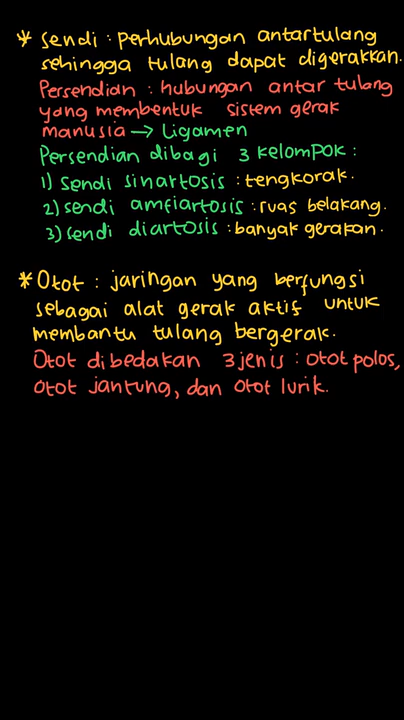 * Sendi : perhubungan antartulang
sehingga tulang dapat digerakkan.
Persendian : hubungan antar tulang
yang membentuk sistem gerak
manusia → Ligamen
Persendian dibagi 3 kelompok :
1) Sendi sinartosis : tengkorak.
2) sendi amfiartosis : ruas belakang.
3) sendi diartosis : banyak gerakan.
* Otot : jaringan yang berfungsi
sebagai alat gerak aktif untuk
membantu tulang bergerak.
Otot dibedakan 3 jenis : otot polos,
otot jantung, dan otot lurik.